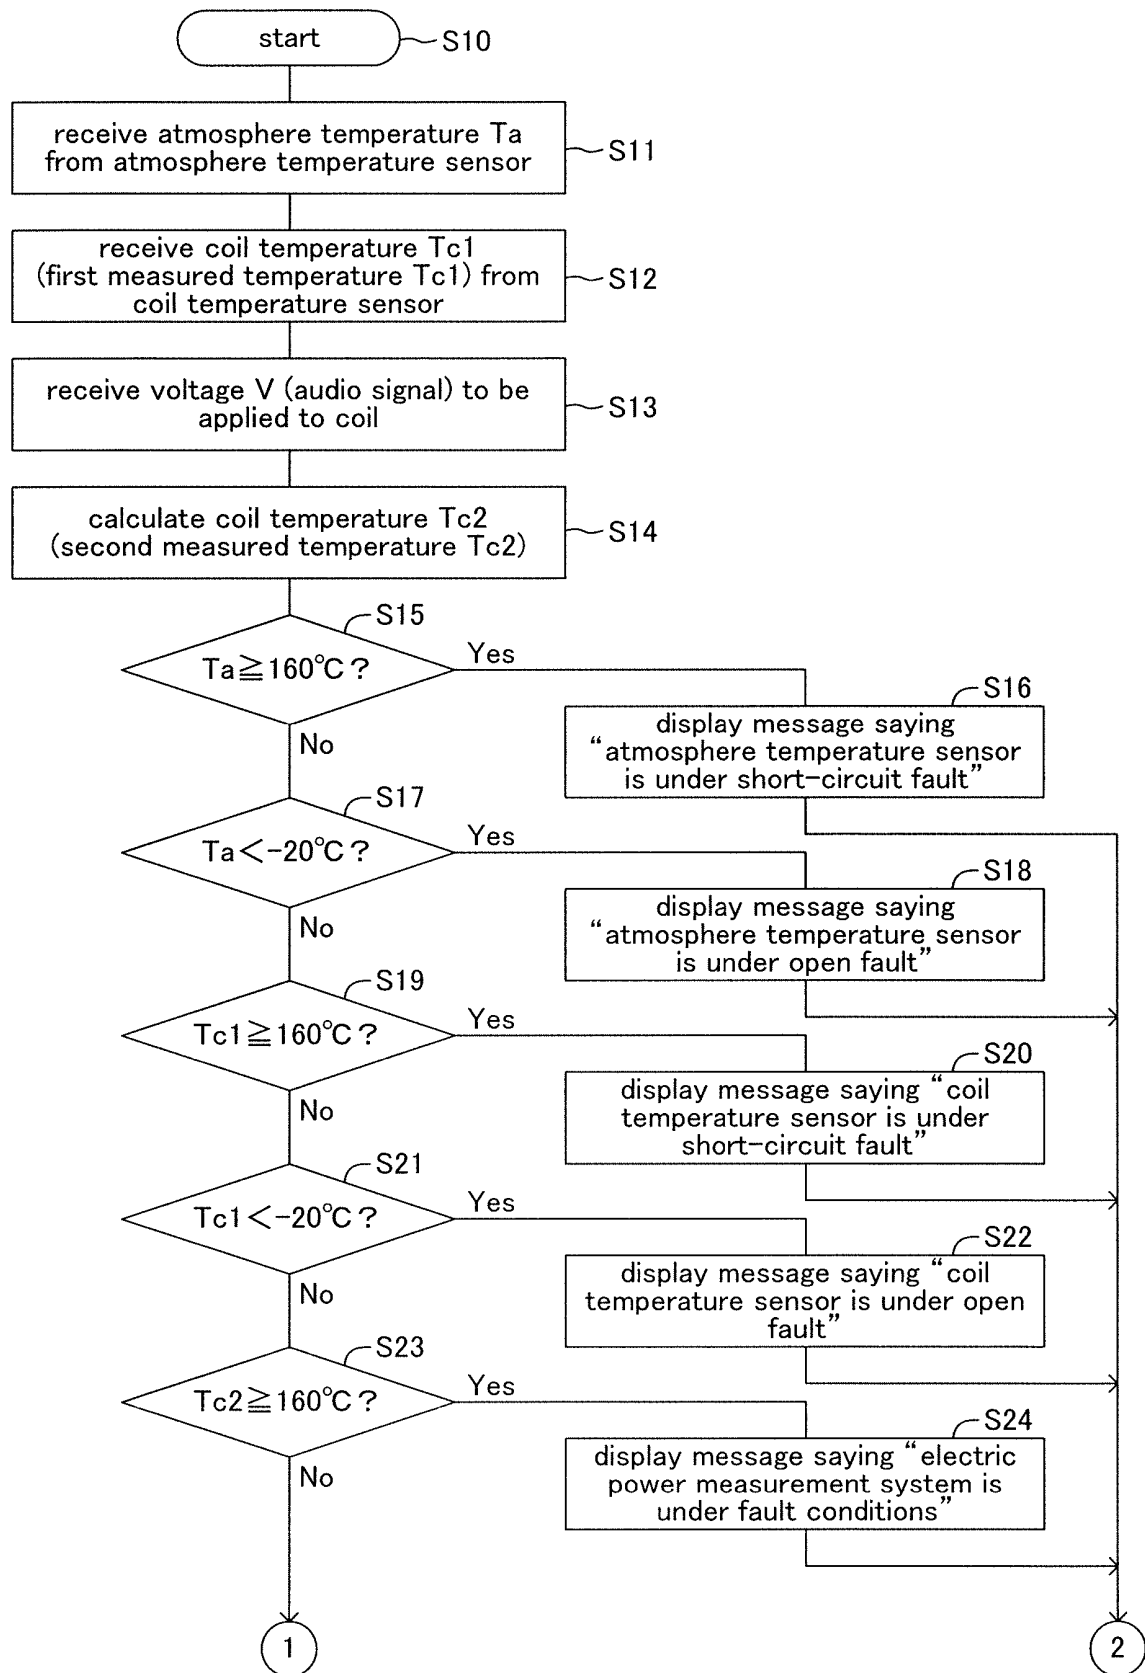 start
S10
receive atmosphere temperature Ta
from atmosphere temperature sensor
S11
receive coil temperature Tc1
(first measured temperature Tc1) from
coil temperature sensor
S12
receive voltage V (audio signal) to be
applied to coil
S13
calculate coil temperature Tc2
(second measured temperature Tc2)
S14
S15
Ta≧160℃?
Yes
No
S16
display message saying
“atmosphere temperature sensor
is under short-circuit fault”
S17
Ta<-20℃?
Yes
No
S18
display message saying
“atmosphere temperature sensor
is under open fault”
S19
Tc1≧160℃?
Yes
No
S20
display message saying “coil
temperature sensor is under
short-circuit fault”
S21
Tc1<-20℃?
Yes
No
S22
display message saying “coil
temperature sensor is under open
fault”
S23
Tc2≧160℃?
Yes
No
S24
display message saying “electric
power measurement system is
under fault conditions”
1
2